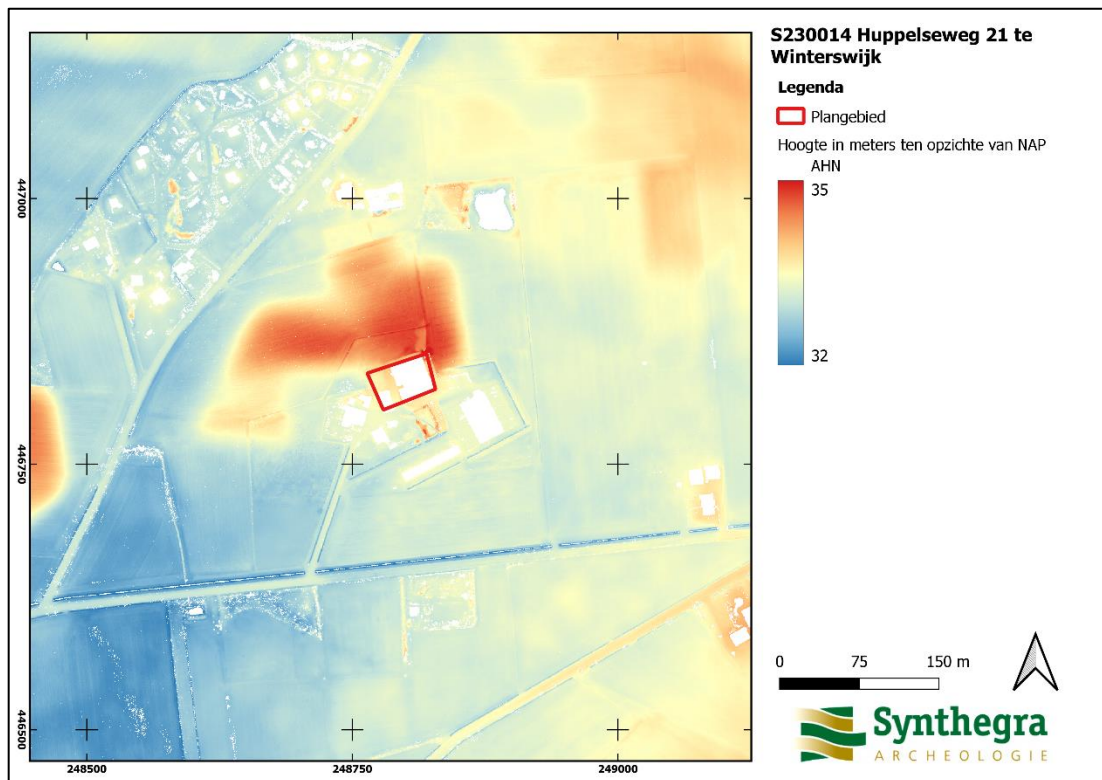 S230014 Huppelseweg 21 te
Winterswijk
Legenda
Plangebied
Hoogte in meters ten opzichte van NAP
AHN
35
32
447000
446750
446500
248500
248750
249000
0 75 150 m
Synthegra
ARCHEOLOGIE